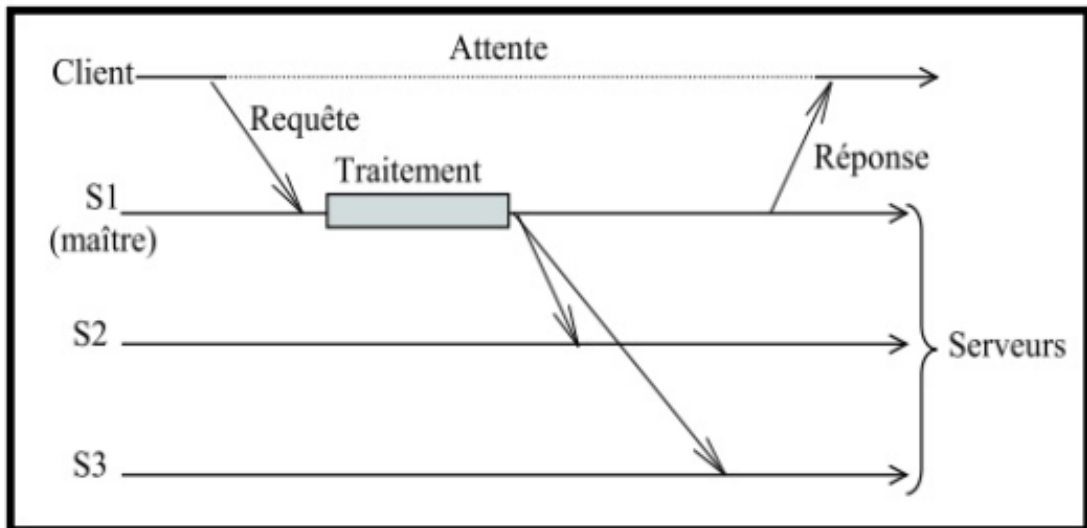 Attente
Client
Requête
Traitement
Réponse
S1
(maître)
S2
Serveurs
S3